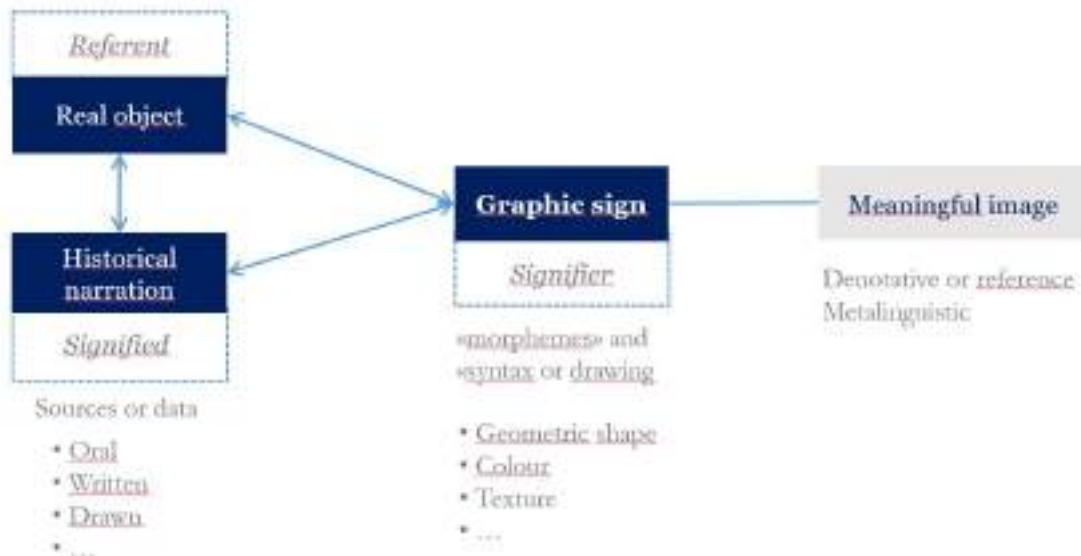 Referent
Real object
Historical
narration
Signified
Sources or data
• Oral
• Written
• Drawn
• ...
Graphic sign
Signifier
«morphemes» and
«syntax or drawing
• Geometric shape
• Colour
• Texture
• ...
Meaningful image
Denotative or reference
Metalinguistic